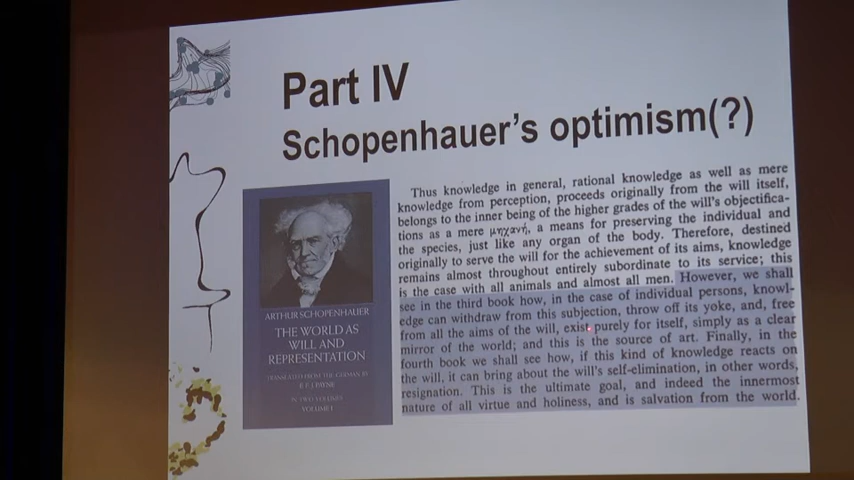 Part IV
Schopenhauer's optimism(?)
Thus knowledge in general, rational knowledge as well as mere
knowledge from perception, proceeds originally from the will itself,
belongs to the inner being of the higher grades of the will's objectifica-
tions as a mere μηχανή, a means for preserving the individual and
the species, just like any organ of the body. Therefore, destined
originally to serve the will for the achievement of its aims, knowledge
remains almost throughout entirely subordinate to its service; this
is the case with all animals and almost all men. However, we shall
see in the third book how, in the case of individual persons, knowl-
edge can withdraw from this subjection, throw off its yoke, and, free
from all the aims of the will, exist purely for itself, simply as a clear
mirror of the world; and this is the source of art. Finally, in the
fourth book we shall see how, if this kind of knowledge reacts on
the will, it can bring about the will's self-elimination, in other words,
resignation. This is the ultimate goal, and indeed the innermost
nature of all virtue and holiness, and is salvation from the world.
ARTHUR SCHOPENHAUER
THE WORLD AS
WILL AND
REPRESENTATION
TRANSLATED FROM THE GERMAN BY
E. F. J. PAYNE
IN TWO VOLUMES
VOLUME I